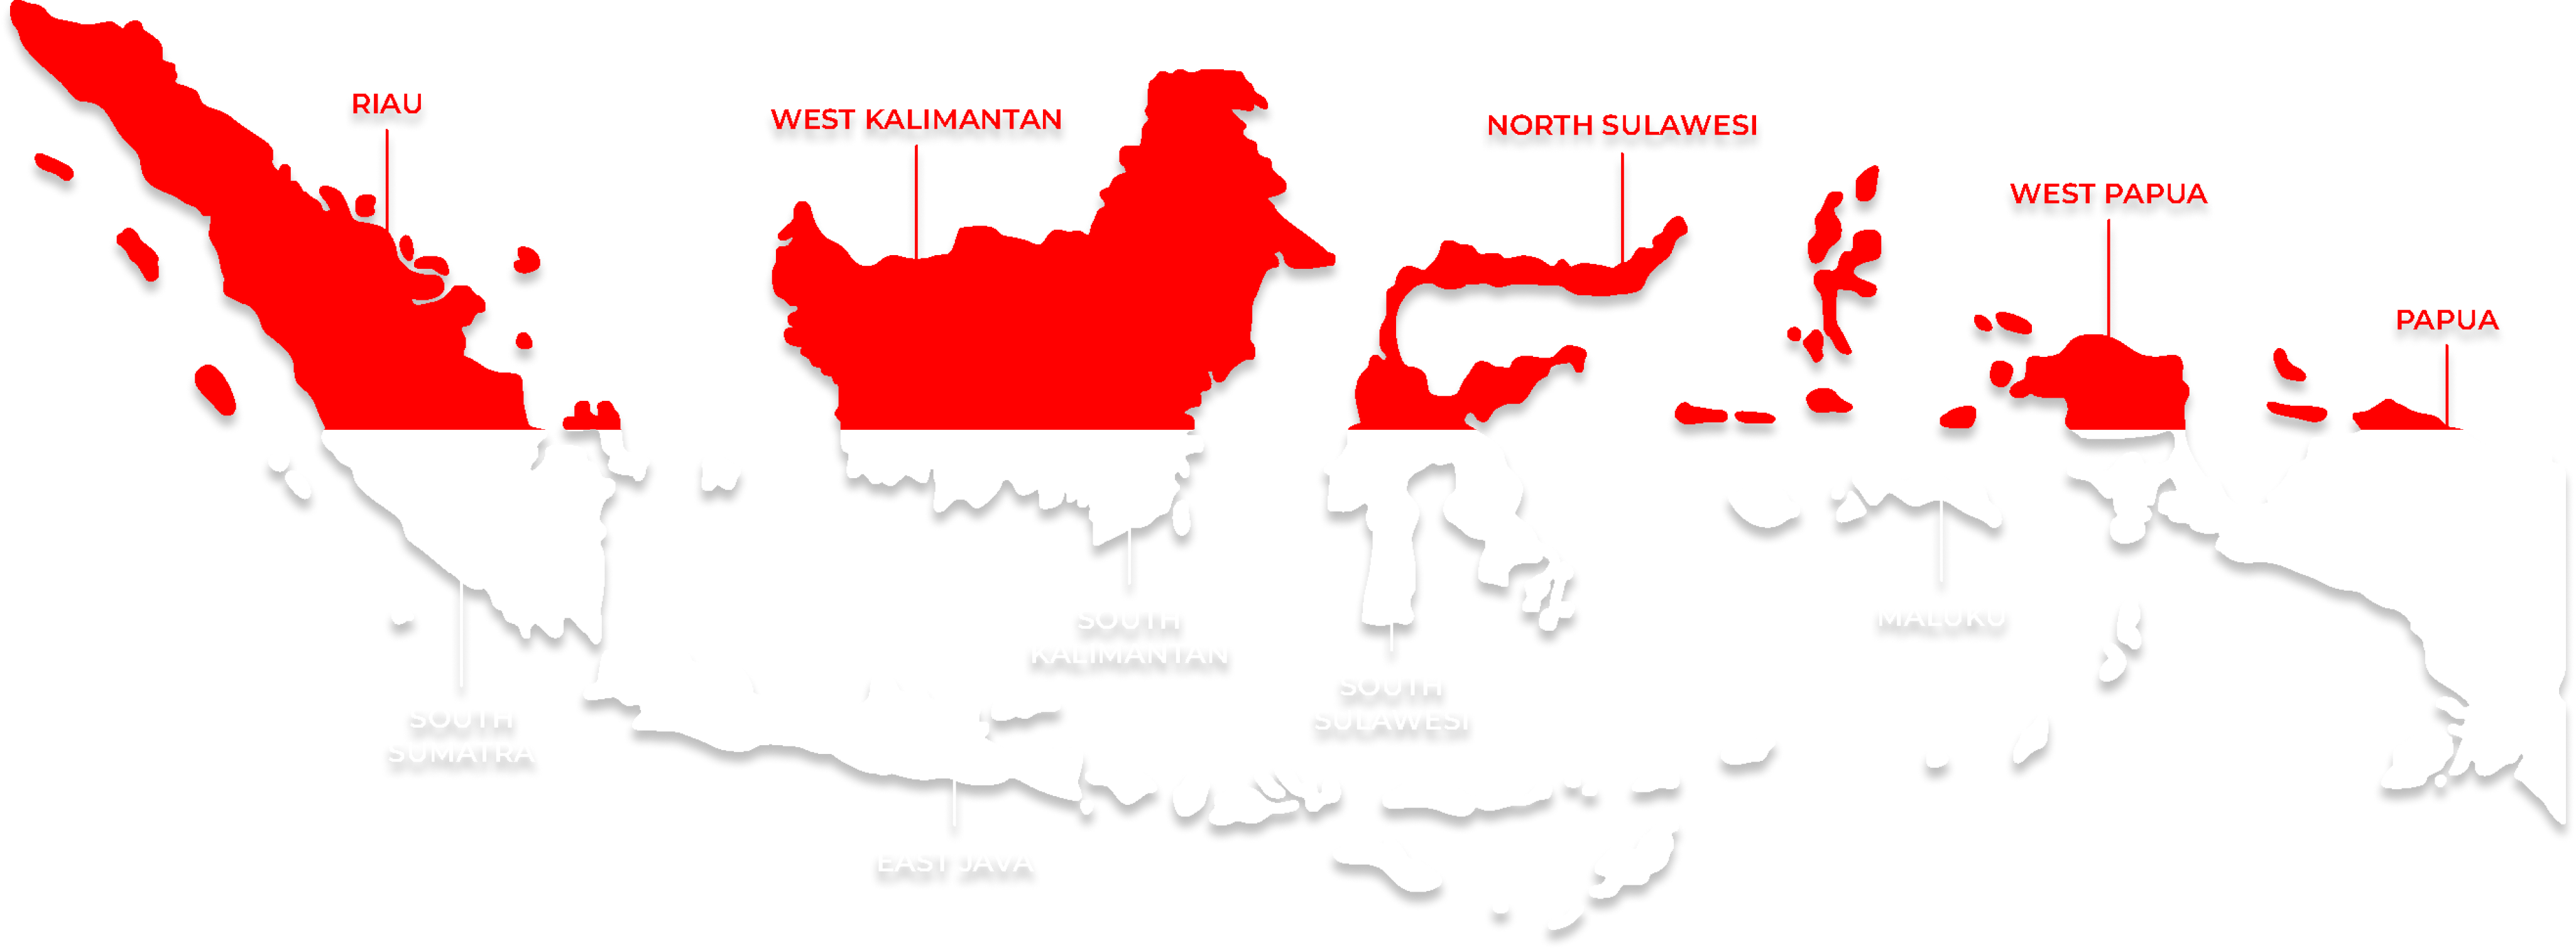 RIAU
WEST KALIMANTAN
NORTH SULAWESI
WEST PAPUA
PAPUA
SOUTH
KALIMANTAN
MALUKU
SOUTH
SULAWESI
SOUTH
SUMATRA
EAST JAVA